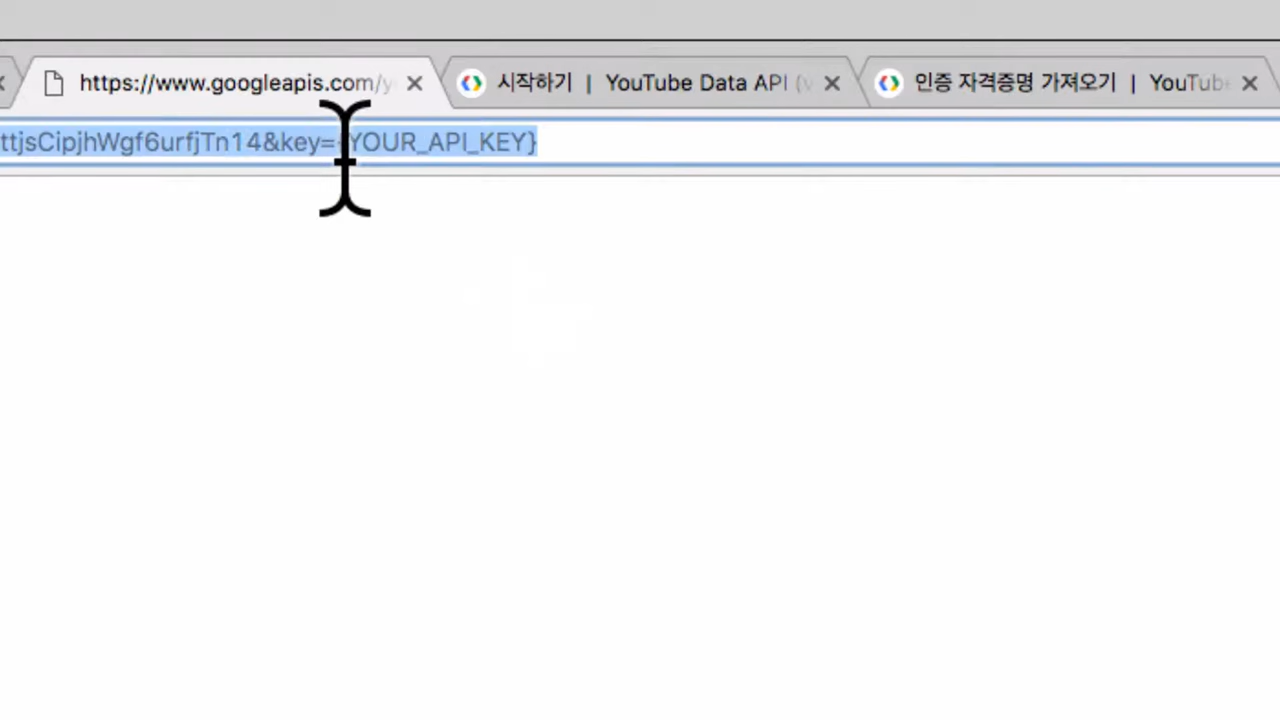 https://www.googleapis.com/y 시작하기 | YouTube Data API (v 인증 자격증명 가져오기 | YouTube
ttjsCipjhWgf6urfjTn14&key={YOUR_API_KEY}